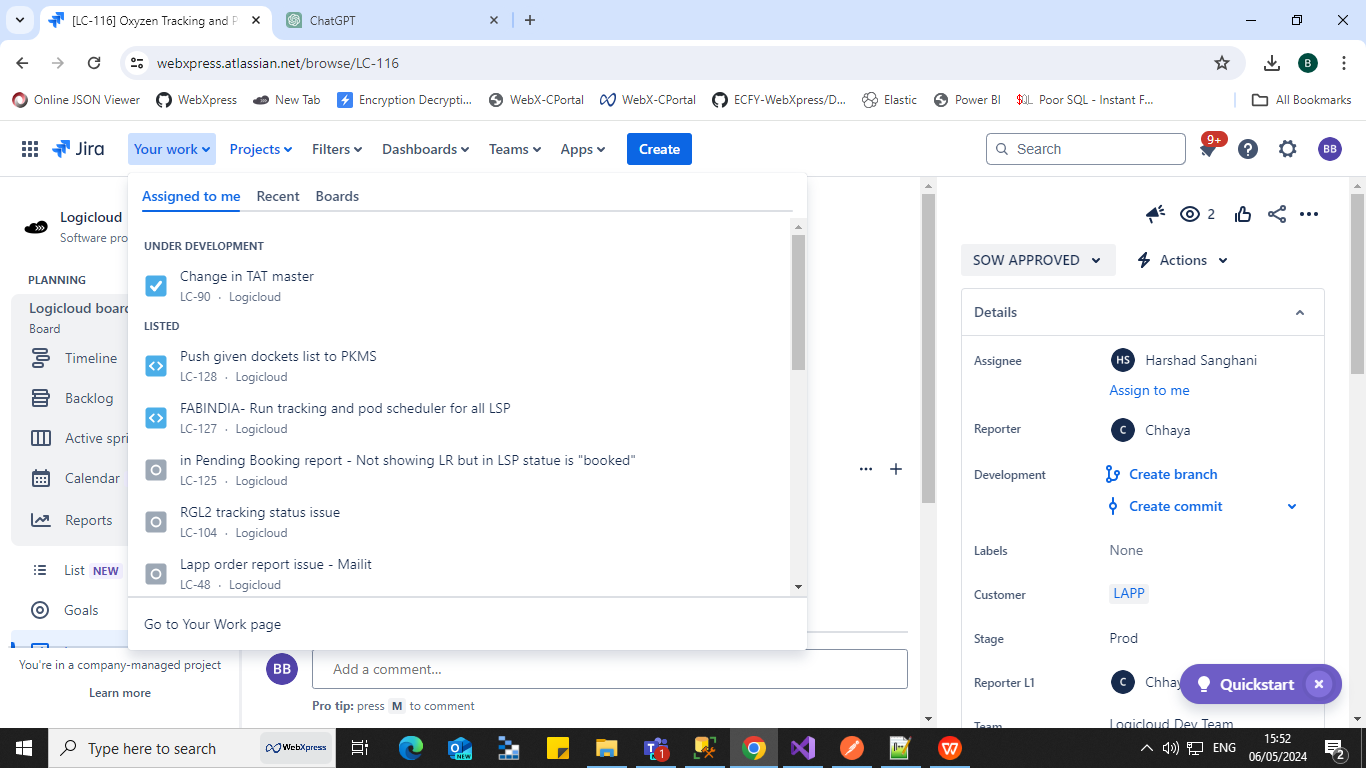 [LC-116] Oxyzen Tracking and P
ChatGPT
webxpress.atlassian.net/browse/LC-116
B
Online JSON Viewer
WebXpress
New Tab
Encryption Decrypti...
WebX-CPortal
WebX-CPortal
ECFY-WebXpress/D...
Elastic
Power BI
Poor SQL - Instant F...
All Bookmarks
Jira
Your work
Projects
Filters
Dashboards
Teams
Apps
Create
Search
9+
BB
Logicloud
Software pro
PLANNING
Logicloud board
Board
Timeline
Backlog
Active spri
Calendar
Reports
List NEW
Goals
You're in a company-managed project
Learn more
Assigned to me
Recent
Boards
UNDER DEVELOPMENT
Change in TAT master
LC-90 · Logicloud
LISTED
Push given dockets list to PKMS
LC-128 · Logicloud
FABINDIA- Run tracking and pod scheduler for all LSP
LC-127 · Logicloud
in Pending Booking report - Not showing LR but in LSP statue is "booked"
LC-125 · Logicloud
RGL2 tracking status issue
LC-104 · Logicloud
Lapp order report issue - Mailit
LC-48 · Logicloud
Go to Your Work page
BB
Add a comment...
Pro tip: press M to comment
2
SOW APPROVED
Actions
Details
Assignee
HS Harshad Sanghani
Assign to me
Reporter
C Chhaya
Development
Create branch
Create commit
Labels
None
Customer
LAPP
Stage
Prod
Reporter L1
C Chhay
Quickstart
Team
Logicloud Dev Team
Type here to search
WebXpress
NEW
1
ENG
15:52
06/05/2024
2